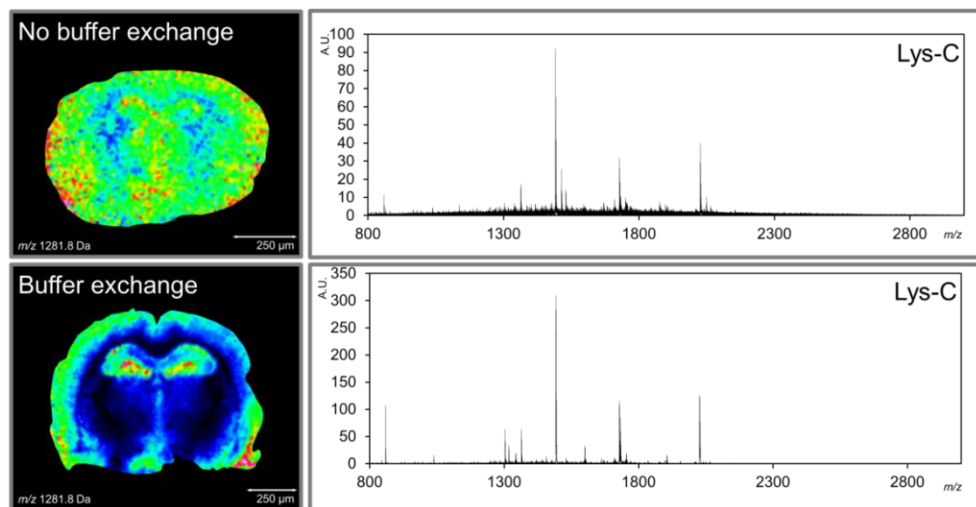 No buffer exchange
m/z 1281.8 Da
250 µm
A.U.
100
90
80
70
60
50
40
30
20
10
0
Lys-C
800 1300 1800 2300 2800 m/z
Buffer exchange
m/z 1281.8 Da
250 µm
A.U.
350
300
250
200
150
100
50
0
Lys-C
800 1300 1800 2300 2800 m/z